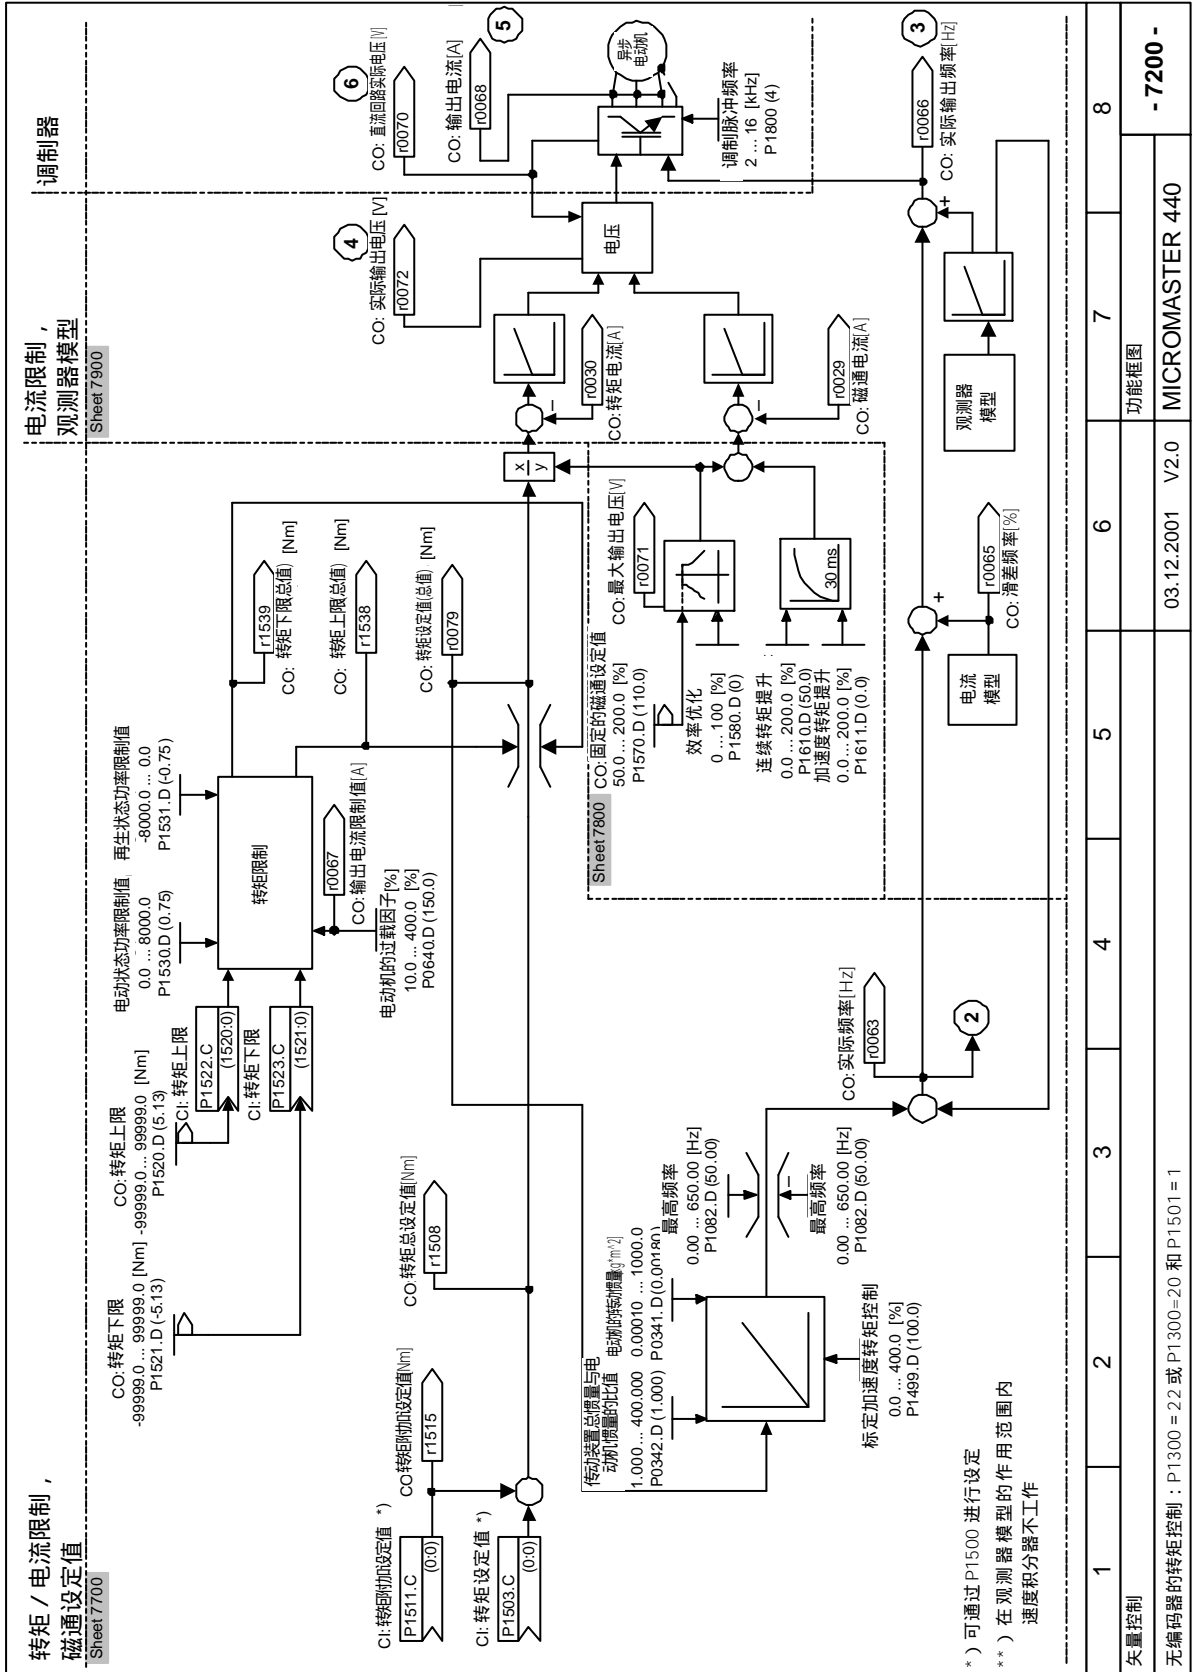 转矩 / 电流限制，
磁通设定值
Sheet 7700
电流限制，
观测器模型
Sheet 7900
调制器
CO: 转矩下限
-99999.0 ... 99999.0 [Nm]
P1521.D (-5.13)
CO: 转矩上限
-99999.0 ... 99999.0 [Nm]
P1520.D (5.13)
CI: 转矩上限
P1522.C
(1520:0)
CI: 转矩下限
P1523.C
(1521:0)
电动状态功率限制值
0.0 ... 8000.0
P1530.D (0.75)
再生状态功率限制值
-8000.0 ... 0.0
P1531.D (-0.75)
转矩限制
r1539
CO: 转矩下限总值) [Nm]
CO: 转矩上限(总值) [Nm]
r1538
r0067
CO: 输出电流限制值[A]
电动机的过载因子[%]
10.0 ... 400.0 [%]
P0640.D (150.0)
CO: 转矩设定值(总值) [Nm]
r0079
CI: 转矩附加设定值 *)
P1511.C
(0:0)
CO转矩附加设定值[Nm]
r1515
CI: 转矩设定值 *)
P1503.C
(0:0)
CO:转矩总设定值[Nm]
r1508
x
y
4
CO: 实际输出电压 [V]
r0072
6
CO: 直流回路实际电压[V]
r0070
5
CO: 输出电流[A]
r0068
异步
电动机
电压
r0030
CO:转矩电流[A]
r0029
CO: 磁通电流[A]
调制脉冲频率
2 ... 16 [kHz]
P1800 (4)
Sheet 7800
CO:固定的磁通设定值
50.0 ... 200.0 [%]
P1570.D (110.0)
CO:最大输出电压[V]
r0071
效率优化
0 ... 100 [%]
P1580.D (0)
连续转矩提升
0.0 ... 200.0 [%]
P1610.D (50.0)
加速度转矩提升
0.0 ... 200.0 [%]
P1611.D (0.0)
30 ms
传动装置总惯量与电
动机惯量的比值
1.000 ... 400.000
P0342.D (1.000)
电动机的转动惯量kg*m^2]
0.00010 ... 1000.0
P0341.D (0.00180)
标定加速度转矩控制
0.0 ... 400.0 [%]
P1499.D (100.0)
最高频率
0.00 ... 650.00 [Hz]
P1082.D (50.00)
–
最高频率
0.00 ... 650.00 [Hz]
P1082.D (50.00)
CO: 实际频率[Hz]
r0063
2
电流
模型
r0065
CO: 滑差频率[%]
+
观测器
模型
+
3
r0066
CO: 实际输出频率[Hz]
*）可通过 P1500 进行设定
**）在观测器模型的作用范围内
速度积分器不工作
1 2 3 4 5 6 7 8
矢量控制
功能框图
- 7200 -
无编码器的转矩控制：P1300 = 22 或 P1300=20 和 P1501 = 1
03.12.2001 V2.0
MICROMASTER 440